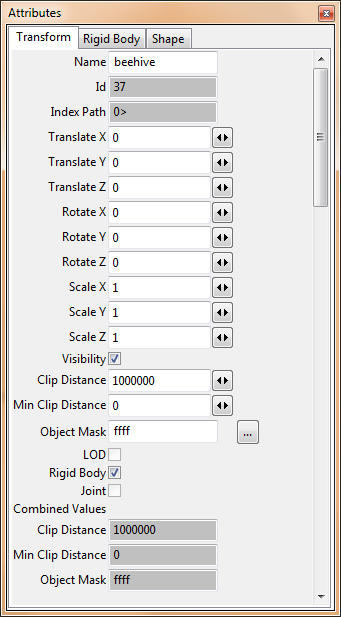 Attributes
Transform Rigid Body Shape
Name beehive
Id 37
Index Path 0>
Translate X 0
Translate Y 0
Translate Z 0
Rotate X 0
Rotate Y 0
Rotate Z 0
Scale X 1
Scale Y 1
Scale Z 1
Visibility
Clip Distance 1000000
Min Clip Distance 0
Object Mask ffff ...
LOD
Rigid Body
Joint
Combined Values
Clip Distance 1000000
Min Clip Distance 0
Object Mask ffff